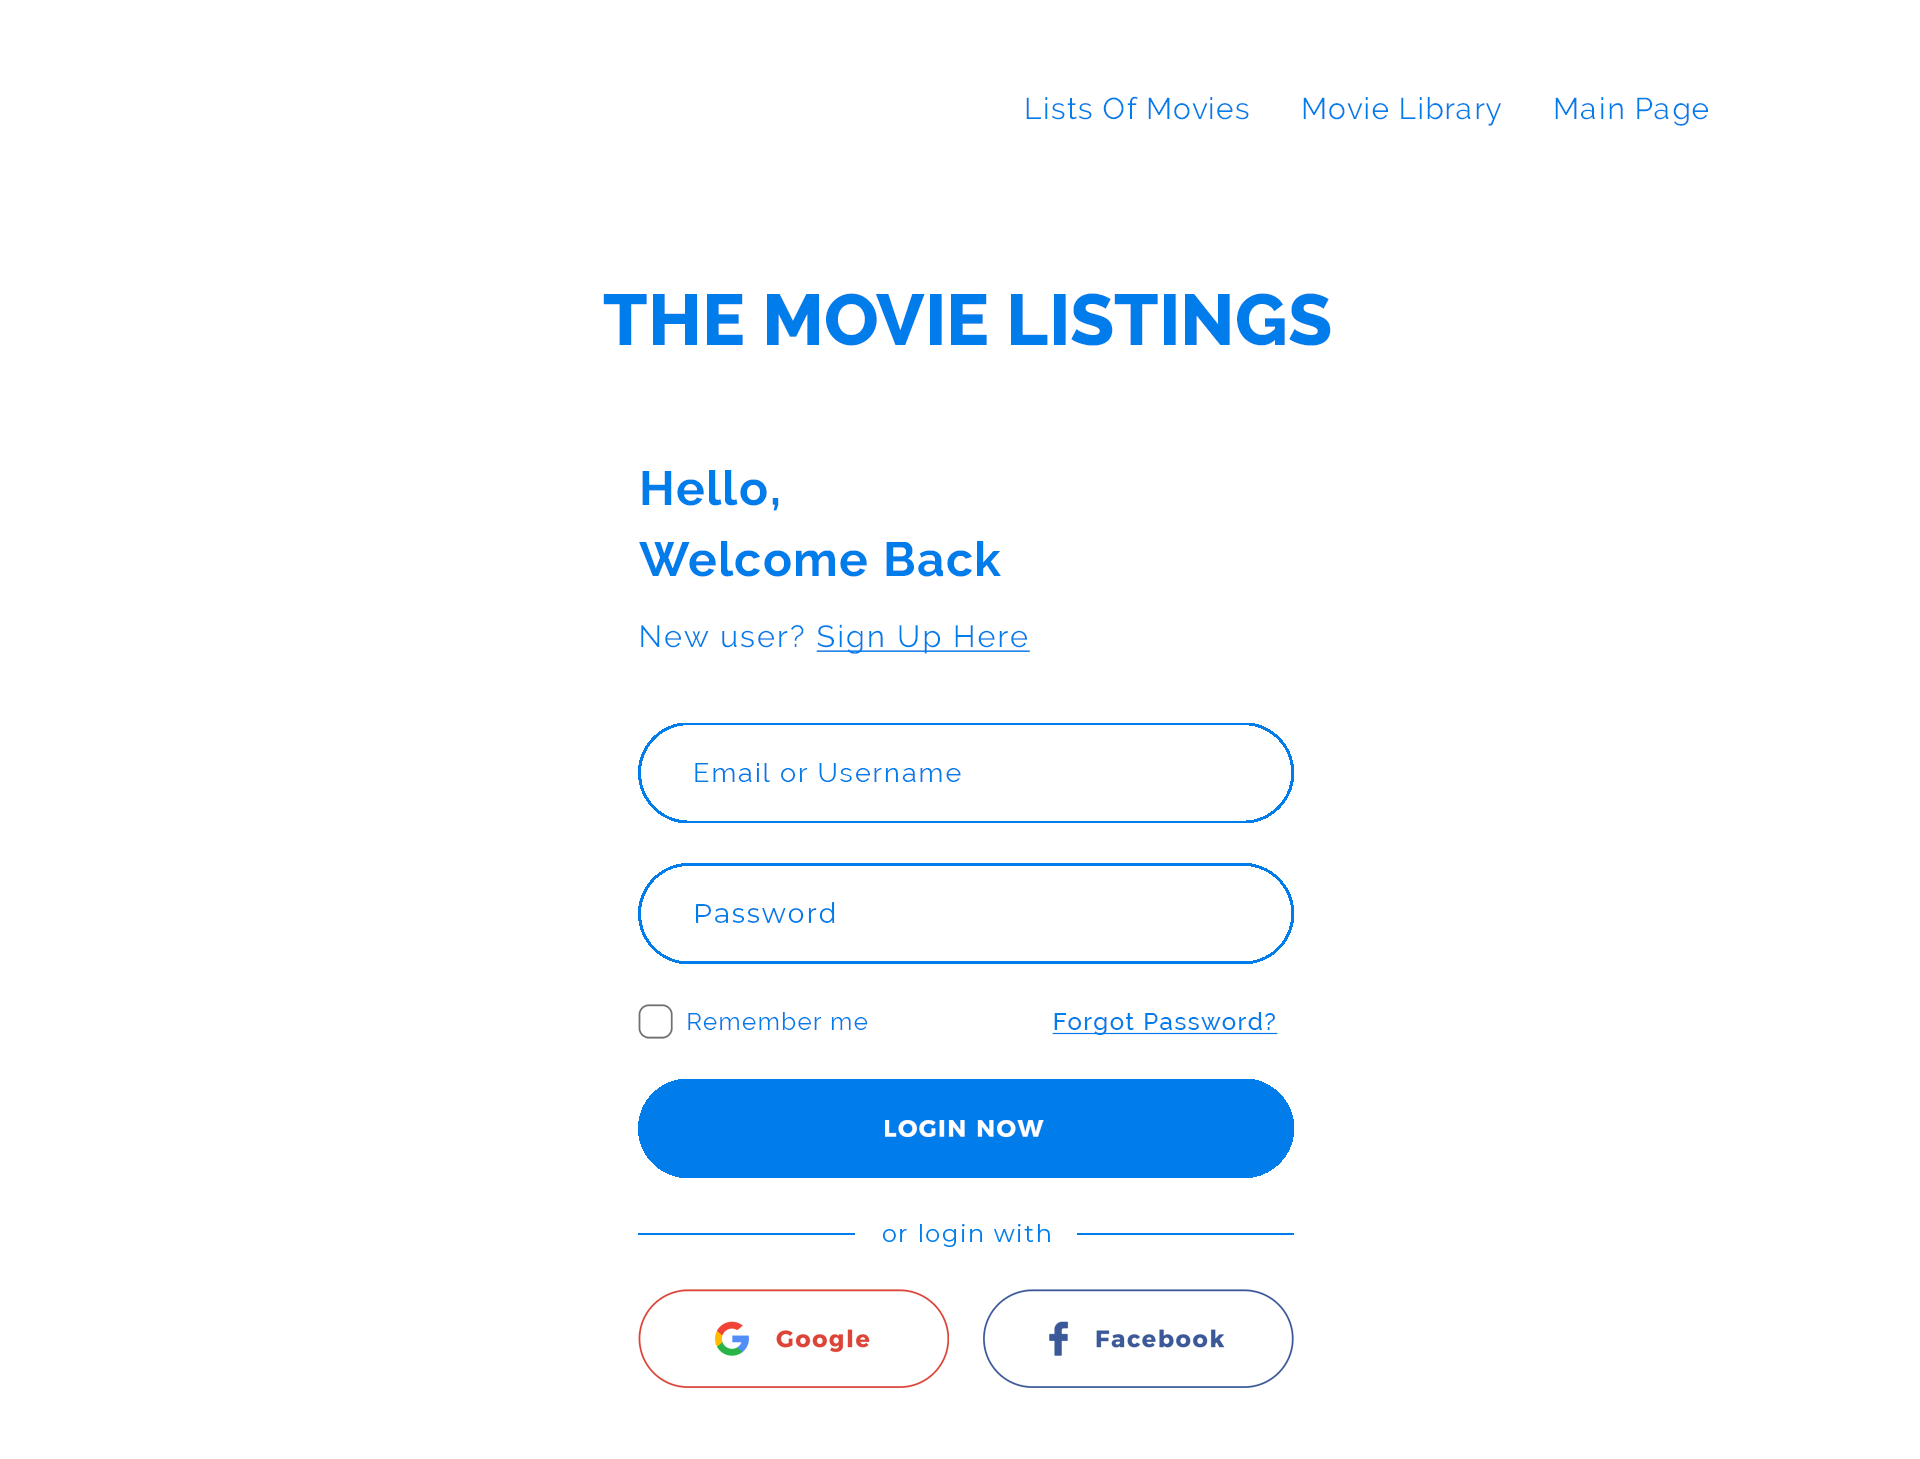 Lists Of Movies Movie Library Main Page
THE MOVIE LISTINGS
Hello,
Welcome Back
New user? Sign Up Here
Email or Username
Password
Remember me Forgot Password?
LOGIN NOW
or login with
Google Facebook